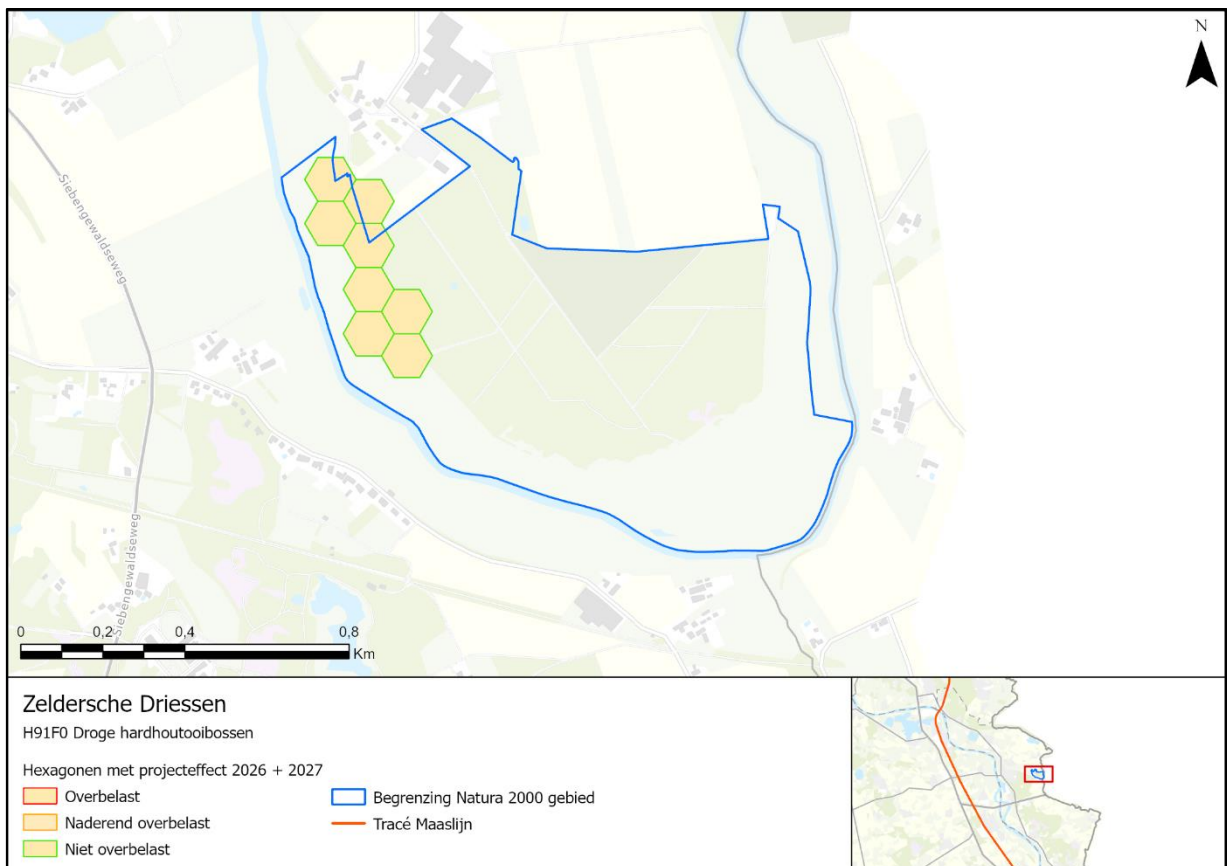 N
Siebengewaldseweg
Siebengewaldseweg
0 0,2 0,4 0,8
Km
Zeldersche Driessen
H91F0 Droge hardhoutooibossen
Hexagonen met projecteffect 2026 + 2027
Overbelast
Naderend overbelast
Niet overbelast
Begrenzing Natura 2000 gebied
Tracé Maaslijn